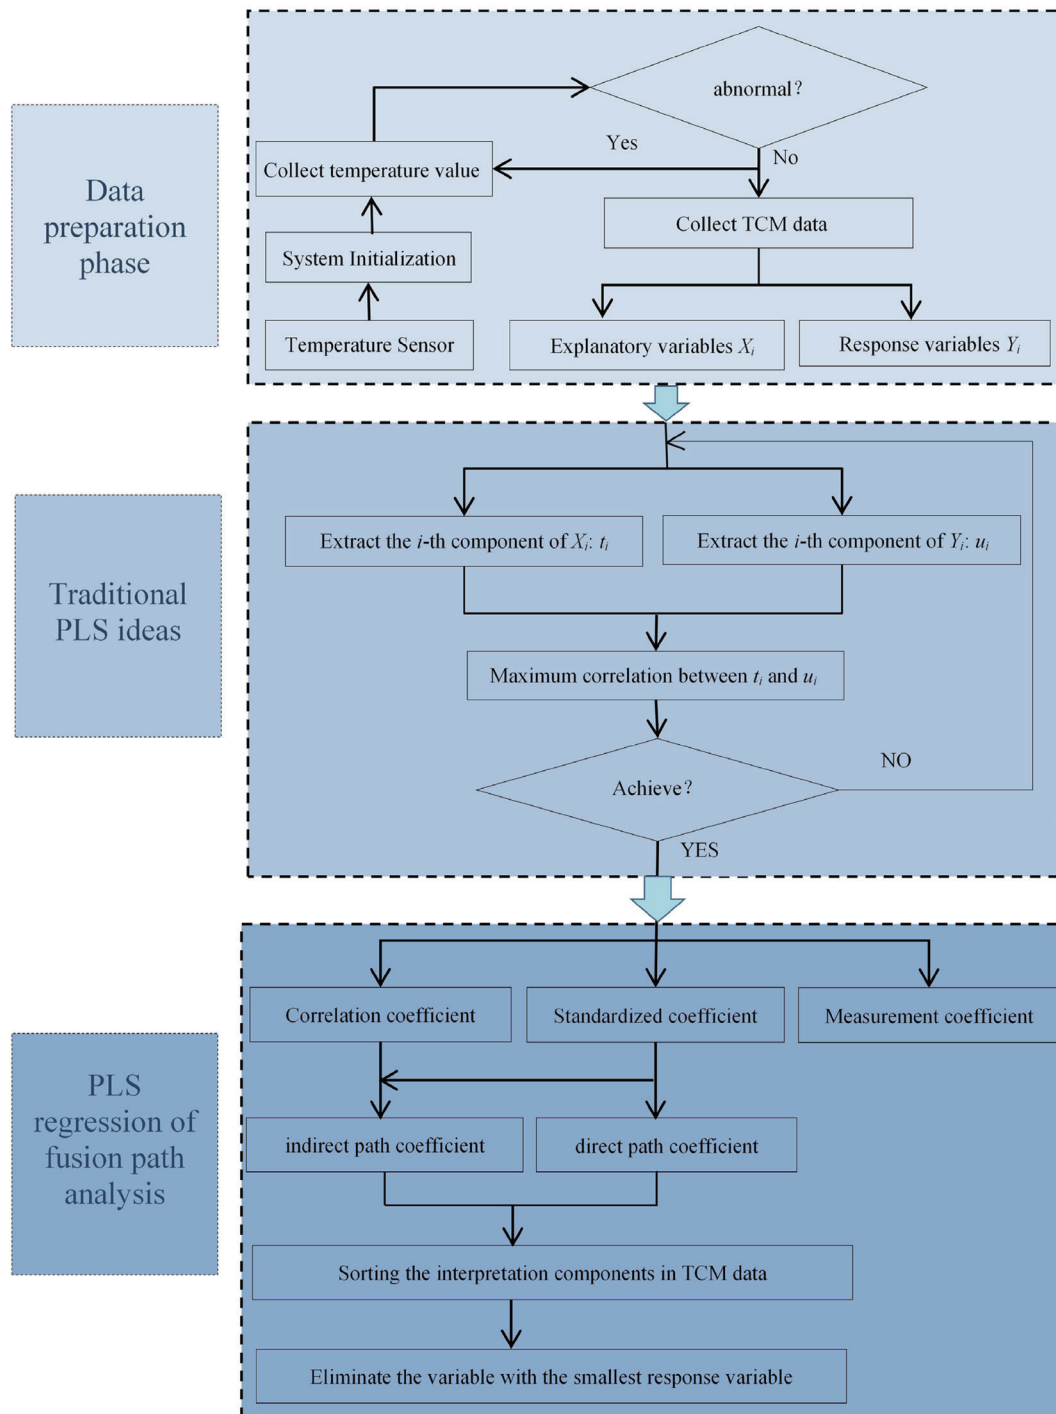 Data
preparation
phase
abnormal?
Yes
No
Collect temperature value
Collect TCM data
System Initialization
Temperature Sensor
Explanatory variables Xi
Response variables Yi
Traditional
PLS ideas
Extract the i-th component of Xi: ti
Extract the i-th component of Yi: ui
Maximum correlation between ti and ui
Achieve?
NO
YES
PLS
regression of
fusion path
analysis
Correlation coefficient
Standardized coefficient
Measurement coefficient
indirect path coefficient
direct path coefficient
Sorting the interpretation components in TCM data
Eliminate the variable with the smallest response variable